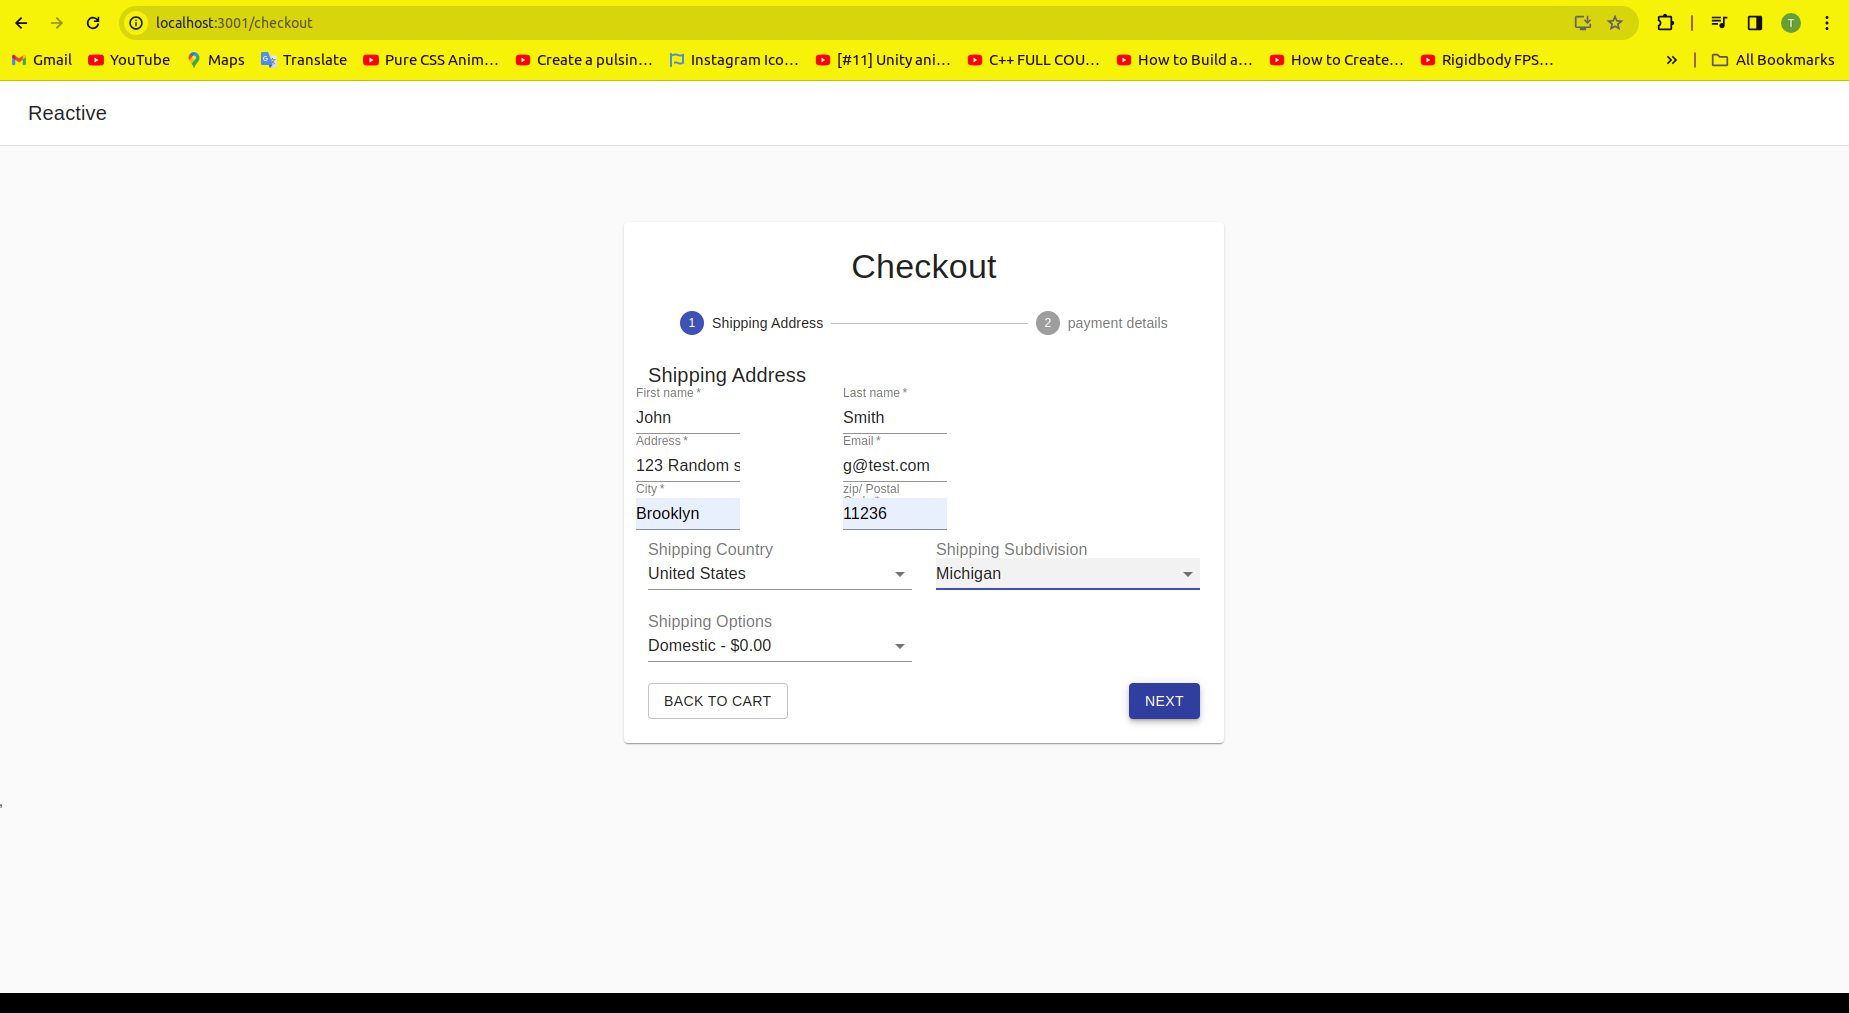 localhost:3001/checkout
T
Gmail YouTube Maps Translate Pure CSS Anim... Create a pulsin... Instagram Ico... [#11] Unity ani... C++ FULL COU... How to Build a... How to Create... Rigidbody FPS... » All Bookmarks
Reactive
Checkout
1 Shipping Address 2 payment details
Shipping Address
First name * Last name *
John Smith
Address * Email *
123 Random s g@test.com
City * zip/ Postal
Brooklyn 11236
Shipping Country Shipping Subdivision
United States Michigan
Shipping Options
Domestic - $0.00
BACK TO CART NEXT
,